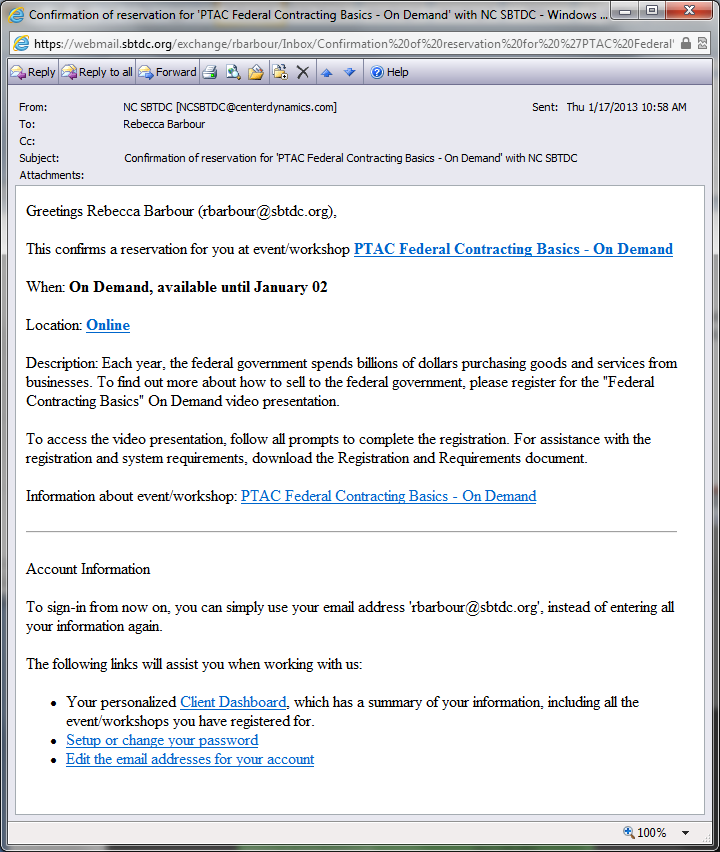 Confirmation of reservation for 'PTAC Federal Contracting Basics - On Demand' with NC SBTDC - Windows ...
https://webmail.sbtdc.org/exchange/rbarbour/Inbox/Confirmation%20of%20reservation%20for%20%27PTAC%20Federal'
Reply Reply to all Forward Help
From: NC SBTDC [NCSBTDC@centerdynamics.com] Sent: Thu 1/17/2013 10:58 AM
To: Rebecca Barbour
Cc:
Subject: Confirmation of reservation for 'PTAC Federal Contracting Basics - On Demand' with NC SBTDC
Attachments:
Greetings Rebecca Barbour (rbarbour@sbtdc.org),
This confirms a reservation for you at event/workshop PTAC Federal Contracting Basics - On Demand
When: On Demand, available until January 02
Location: Online
Description: Each year, the federal government spends billions of dollars purchasing goods and services from
businesses. To find out more about how to sell to the federal government, please register for the "Federal
Contracting Basics" On Demand video presentation.
To access the video presentation, follow all prompts to complete the registration. For assistance with the
registration and system requirements, download the Registration and Requirements document.
Information about event/workshop: PTAC Federal Contracting Basics - On Demand
Account Information
To sign-in from now on, you can simply use your email address 'rbarbour@sbtdc.org', instead of entering all
your information again.
The following links will assist you when working with us:
• Your personalized Client Dashboard, which has a summary of your information, including all the
event/workshops you have registered for.
• Setup or change your password
• Edit the email addresses for your account
100%